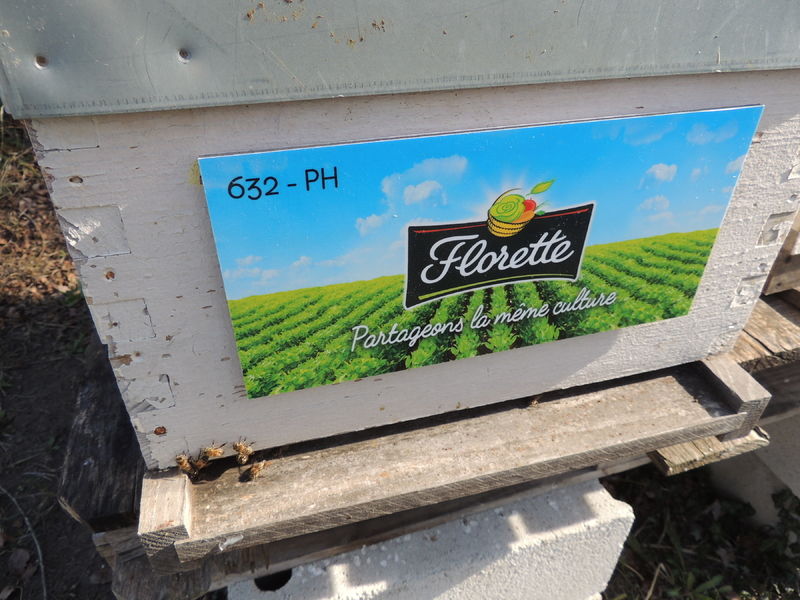 632 - PH
Florette
Partageons la même culture